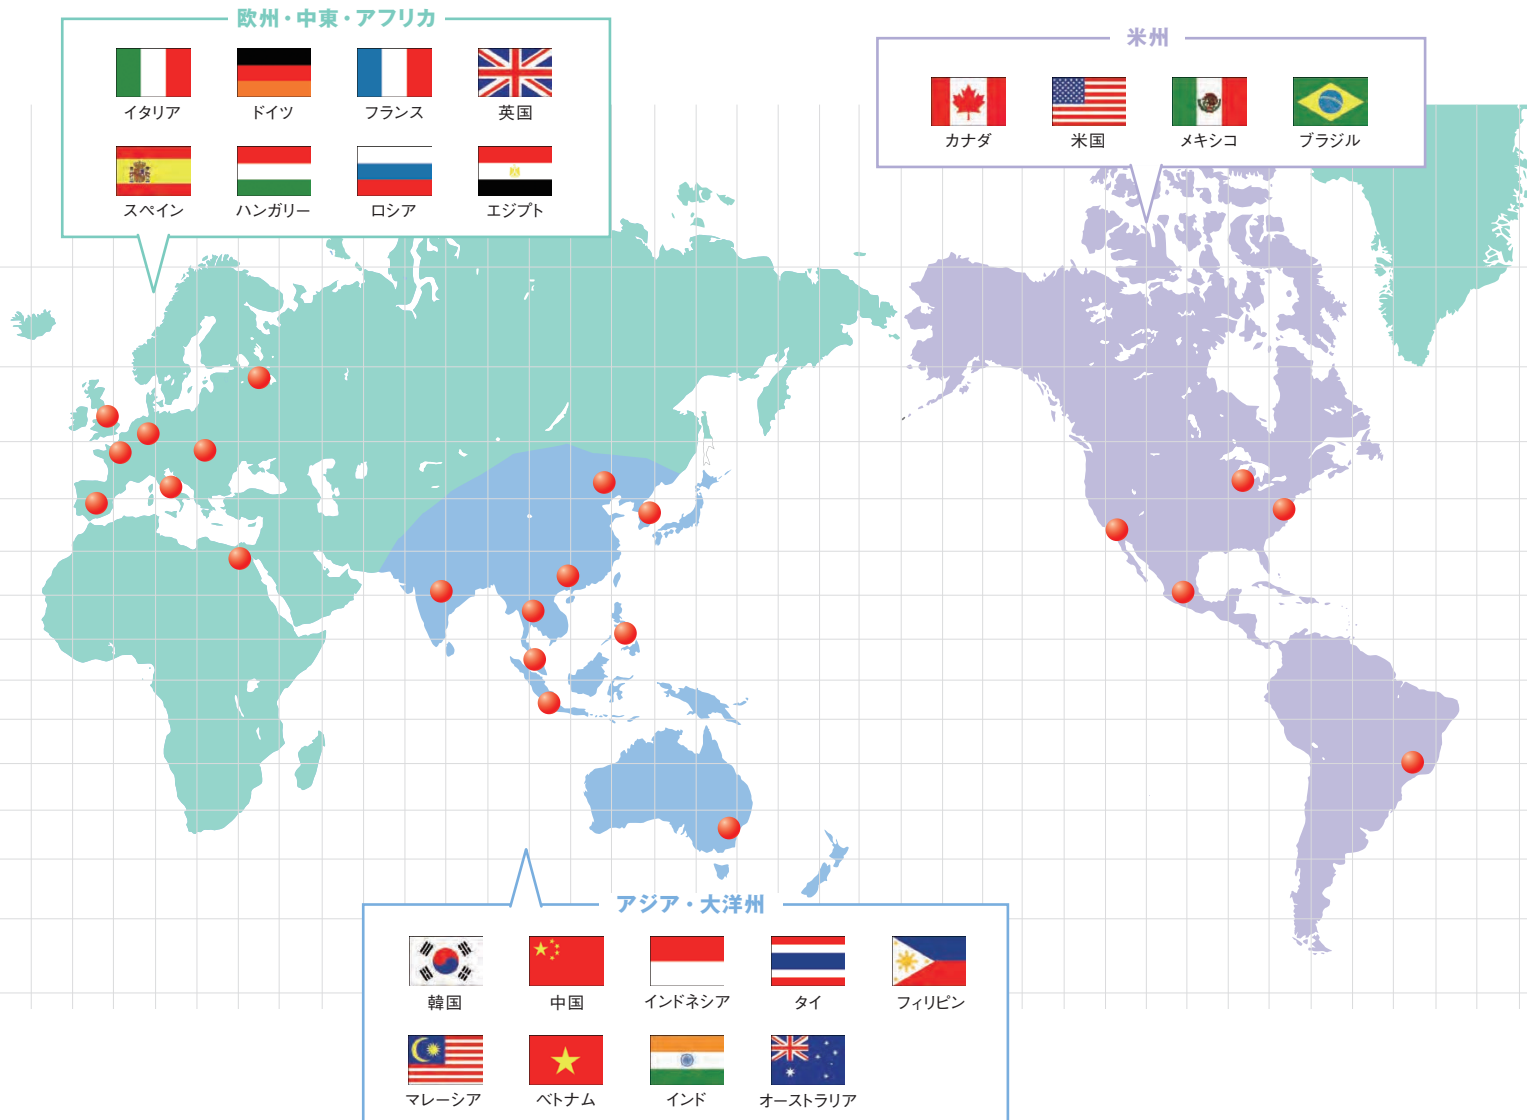 欧州・中東・アフリカ
イタリア
ドイツ
フランス
英国
スペイン
ハンガリー
ロシア
エジプト
米州
カナダ
米国
メキシコ
ブラジル
アジア・大洋州
韓国
中国
インドネシア
タイ
フィリピン
マレーシア
ベトナム
インド
オーストラリア